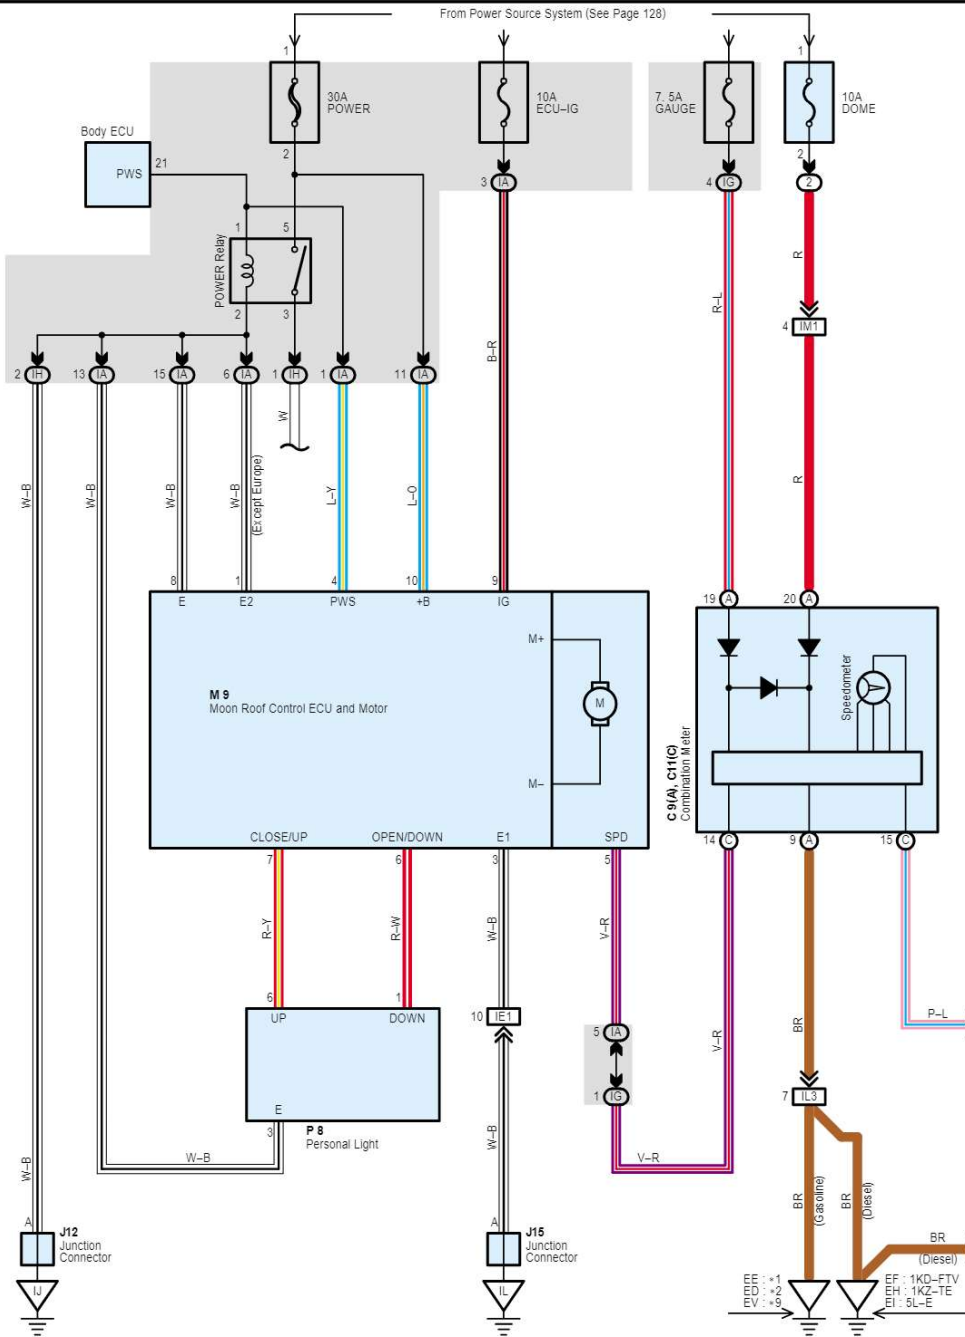 From Power Source System (See Page 128)
1
1
30A
POWER
10A
ECU–IG
7. 5A
GAUGE
10A
DOME
2
2
Body ECU
PWS
21
3 IA
4 IG
2
1
5
POWER Relay
2
3
R
R–L
4 IM1
B–R
2 IH
13 IA
15 IA
6 IA
1 IH
1 IA
11 IA
W
W–B
W–B
W–B
W–B
(Except Europe)
L–Y
L–O
R
8
1
4
10
9
19 A
20 A
E
E2
PWS
+B
IG
M+
M 9
Moon Roof Control ECU and Motor
M
M–
Speedometer
C 9(A), C11(C)
Combination Meter
CLOSE/UP
OPEN/DOWN
E1
SPD
7
6
3
5
14 C
9 A
15 C
R–Y
R–W
W–B
V–R
6
1
10 IE1
UP
DOWN
5 IA
V–R
BR
P–L
1 IG
7 IL3
E
3
P 8
Personal Light
W–B
W–B
W–B
V–R
BR
(Gasoline)
BR
(Diesel)
A
J12
Junction
Connector
A
J15
Junction
Connector
BR
(Diesel)
IJ
IL
EE : *1
ED : *2
EV : *9
EF : 1KD–FTV
EH : 1KZ–TE
EI : 5L–E